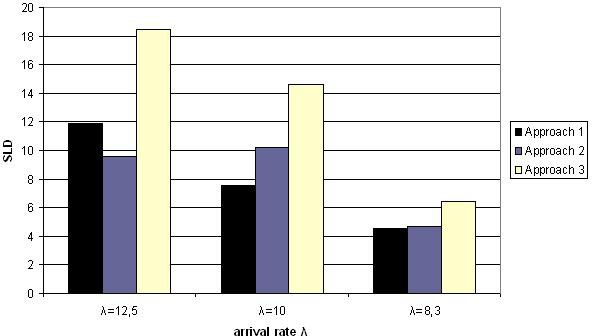 20
18
16
14
12
10
8
6
4
2
0
SLD
λ=12,5
λ=10
λ=8,3
arrival rate λ
Approach 1
Approach 2
Approach 3